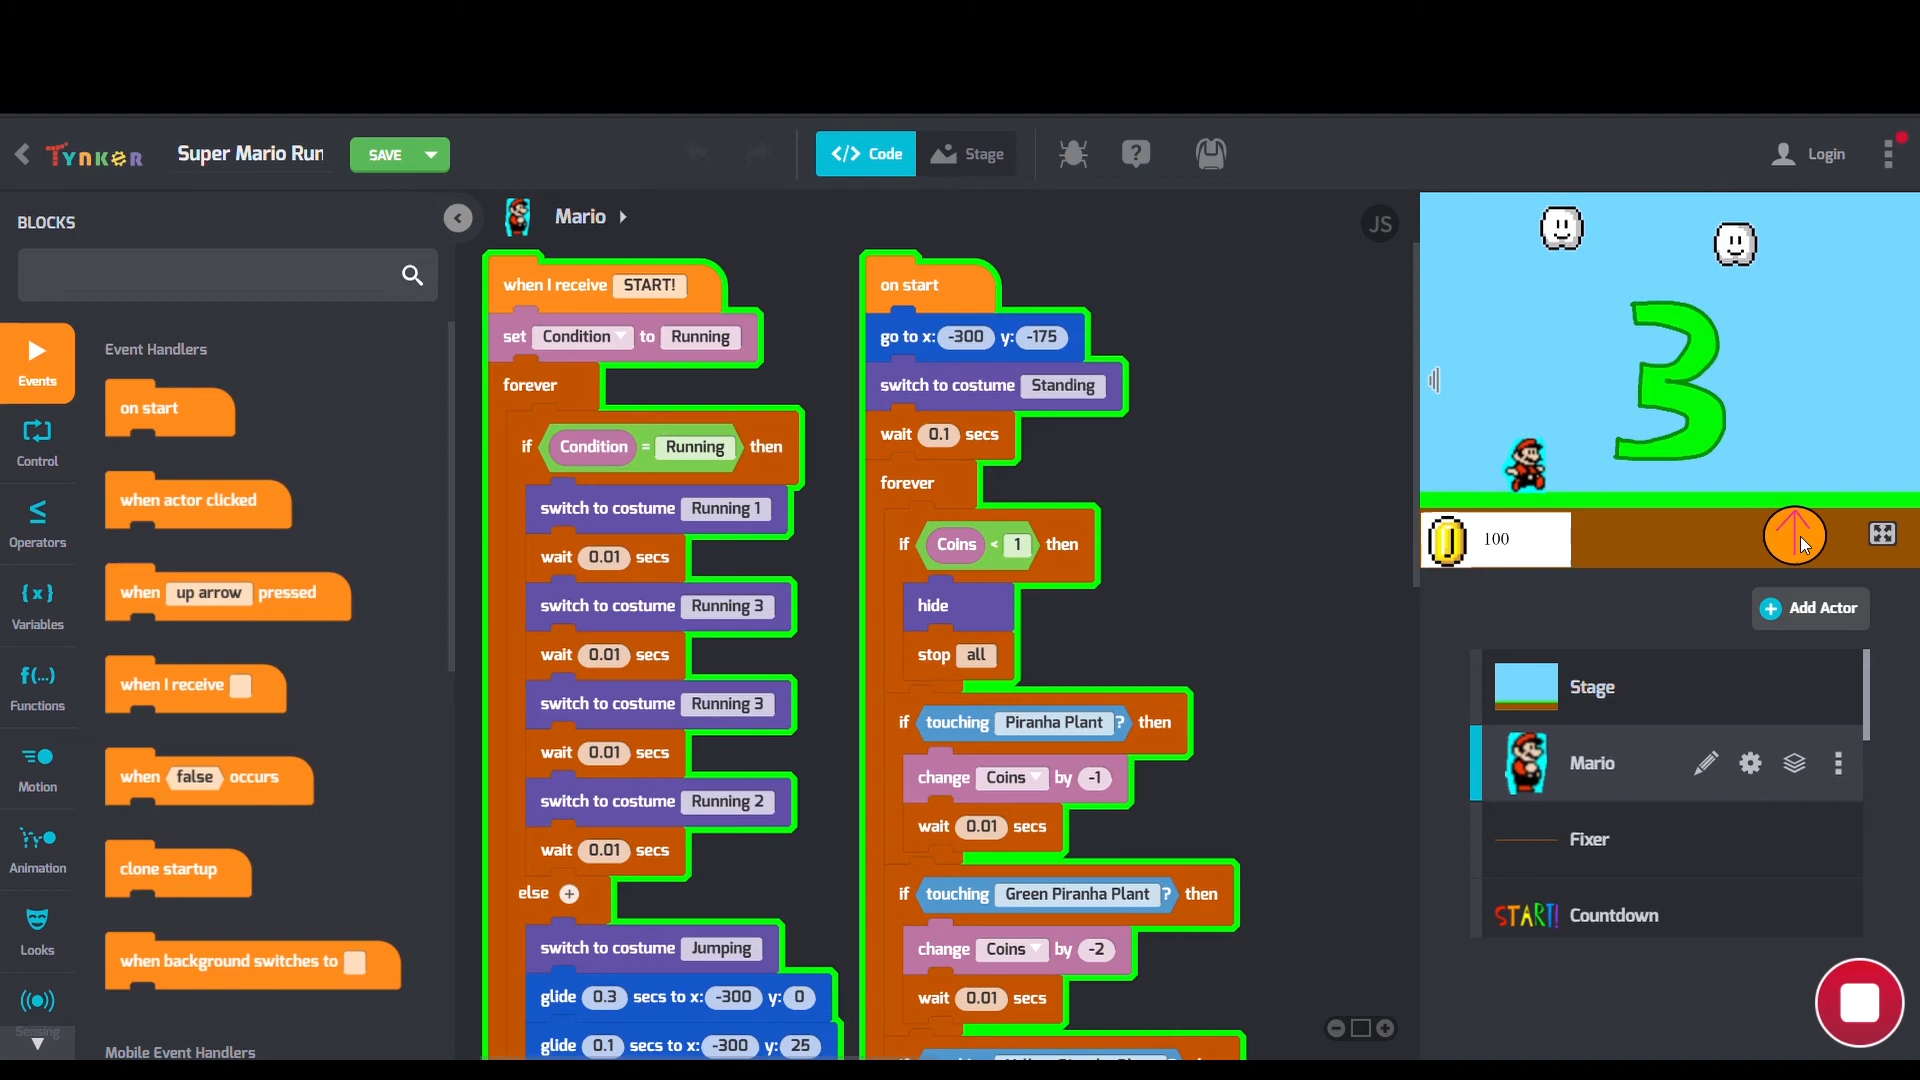 TYNKER
Super Mario Run
SAVE
</> Code
Stage
?
Login
BLOCKS
Mario
JS
Events
Control
Operators
{x}
Variables
f(...)
Functions
Motion
Animation
Looks
Sensing
Event Handlers
on start
when actor clicked
when up arrow pressed
when I receive
when false occurs
clone startup
when background switches to
Mobile Event Handlers
when I receive START!
set Condition to Running
forever
if Condition = Running then
switch to costume Running 1
wait 0.01 secs
switch to costume Running 3
wait 0.01 secs
switch to costume Running 3
wait 0.01 secs
switch to costume Running 2
wait 0.01 secs
else
switch to costume Jumping
glide 0.3 secs to x: -300 y: 0
glide 0.1 secs to x: -300 y: 25
on start
go to x: -300 y: -175
switch to costume Standing
wait 0.1 secs
forever
if Coins < 1 then
hide
stop all
if touching Piranha Plant ? then
change Coins by -1
wait 0.01 secs
if touching Green Piranha Plant ? then
change Coins by -2
wait 0.01 secs
3
100
Add Actor
Stage
Mario
Fixer
START! Countdown